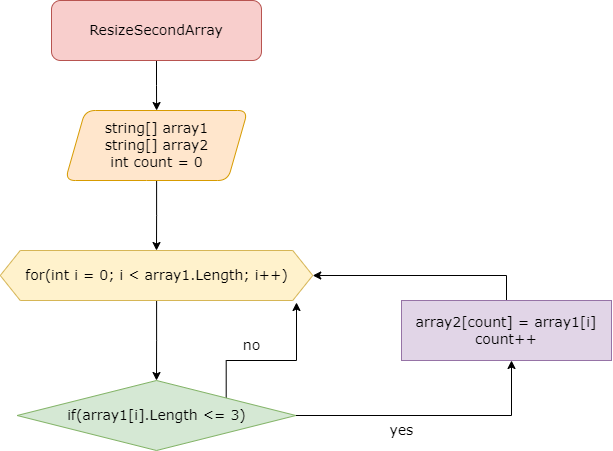 ResizeSecondArray
string[] array1
string[] array2
int count = 0
for(int i = 0; i < array1.Length; i++)
array2[count] = array1[i]
count++
no
if(array1[i].Length <= 3)
yes